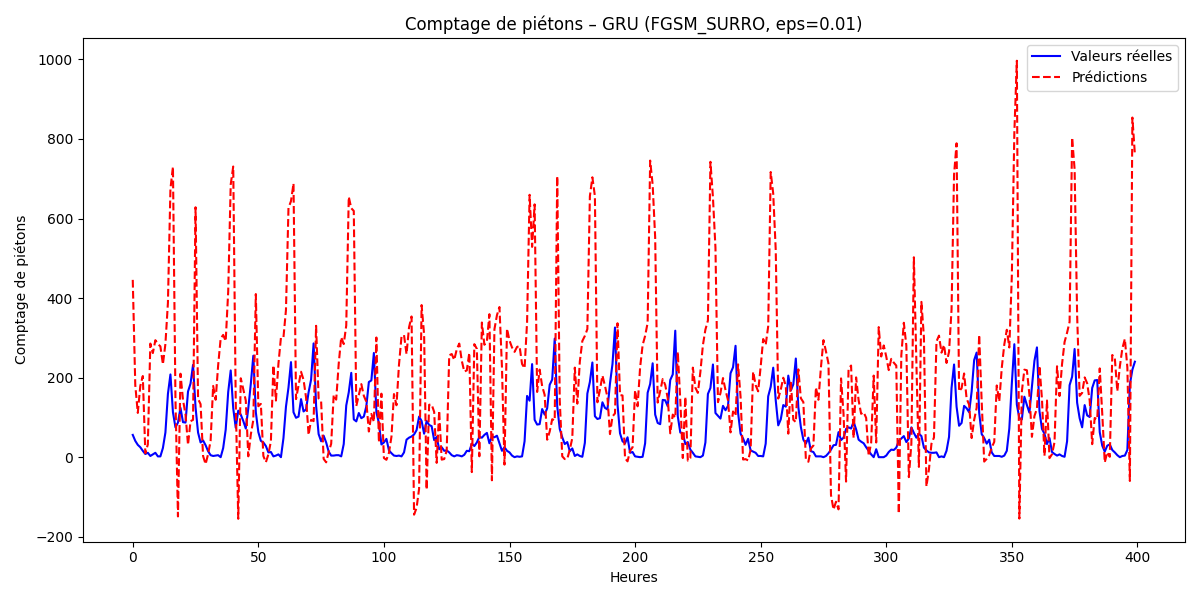 Comptage de piétons – GRU (FGSM_SURRO, eps=0.01)
Valeurs réelles
Prédictions
Comptage de piétons
1000
800
600
400
200
0
−200
0 50 100 150 200 250 300 350 400
Heures